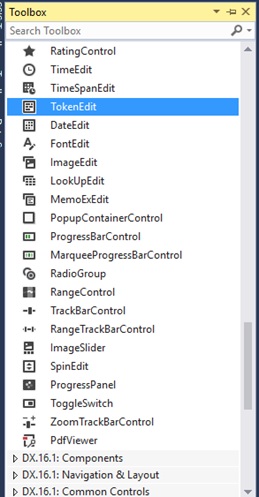 Toolbox
Search Toolbox
RatingControl
TimeEdit
TimeSpanEdit
TokenEdit
DateEdit
FontEdit
ImageEdit
LookUpEdit
MemoExEdit
PopupContainerControl
ProgressBarControl
MarqueeProgressBarControl
RadioGroup
RangeControl
TrackBarControl
RangeTrackBarControl
ImageSlider
SpinEdit
ProgressPanel
ToggleSwitch
ZoomTrackBarControl
PdfViewer
DX.16.1: Components
DX.16.1: Navigation & Layout
DX.16.1: Common Controls